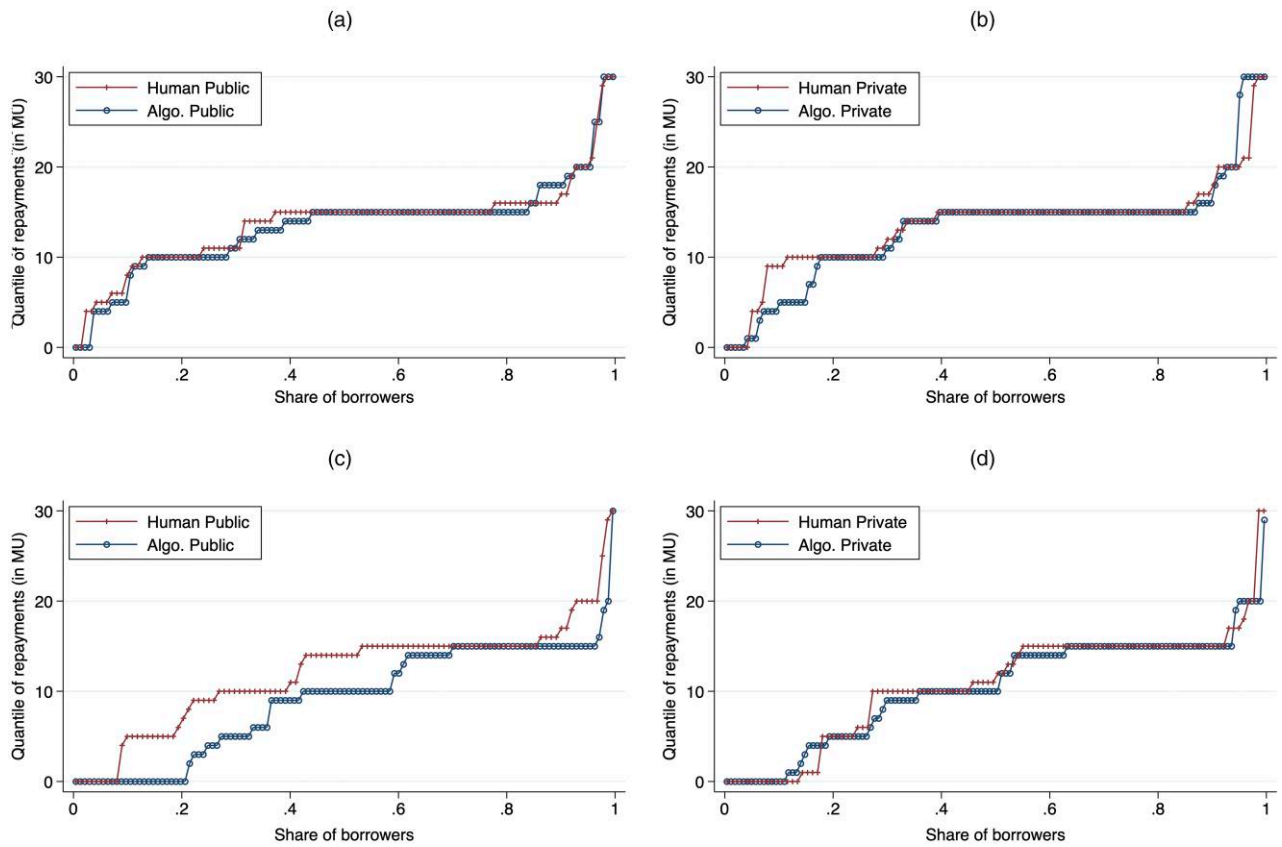 (a)
Quantile of repayments (in MU)
30
20
10
0
Human Public
Algo. Public
0 .2 .4 .6 .8 1
Share of borrowers
(b)
Quantile of repayments (in MU)
30
20
10
0
Human Private
Algo. Private
0 .2 .4 .6 .8 1
Share of borrowers
(c)
Quantile of repayments (in MU)
30
20
10
0
Human Public
Algo. Public
0 .2 .4 .6 .8 1
Share of borrowers
(d)
Quantile of repayments (in MU)
30
20
10
0
Human Private
Algo. Private
0 .2 .4 .6 .8 1
Share of borrowers